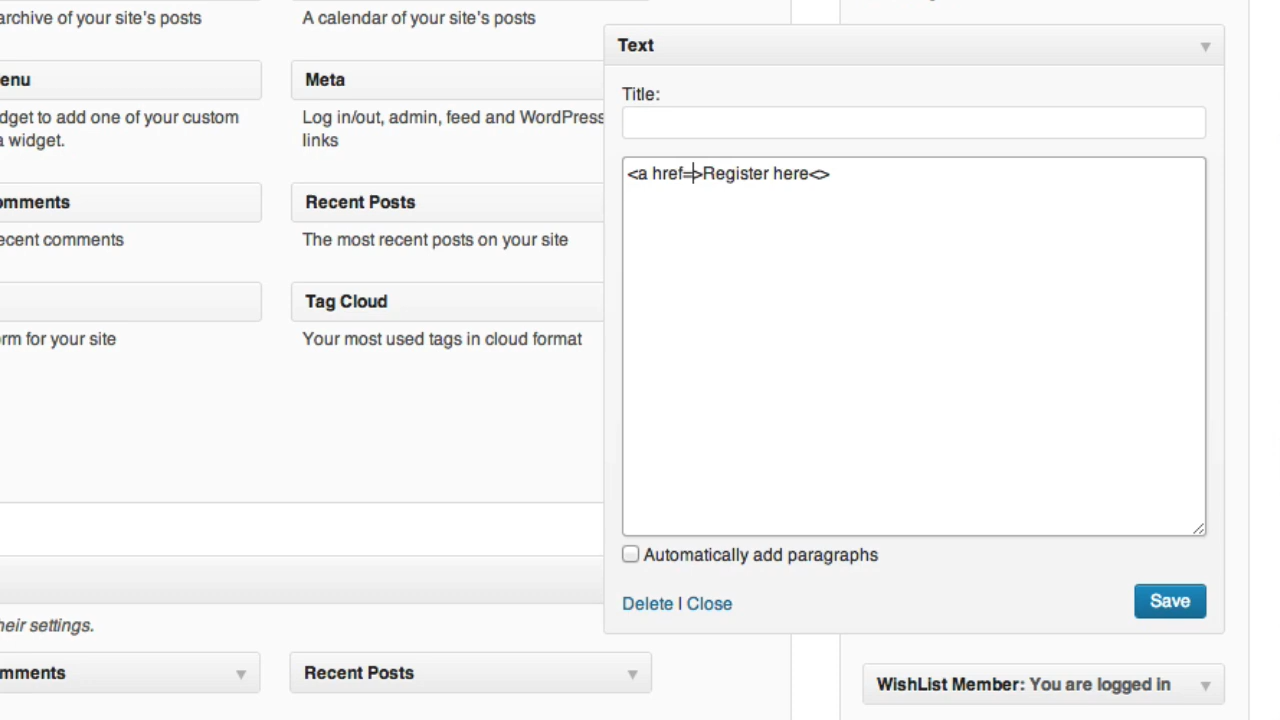 archive of your site's posts
A calendar of your site's posts
enu
Meta
dget to add one of your custom
a widget.
Log in/out, admin, feed and WordPress
links
omments
Recent Posts
ecent comments
The most recent posts on your site
Tag Cloud
orm for your site
Your most used tags in cloud format
heir settings.
mments
Recent Posts
Text
Title:
<a href=>Register here<>
Automatically add paragraphs
Delete | Close
Save
WishList Member: You are logged in